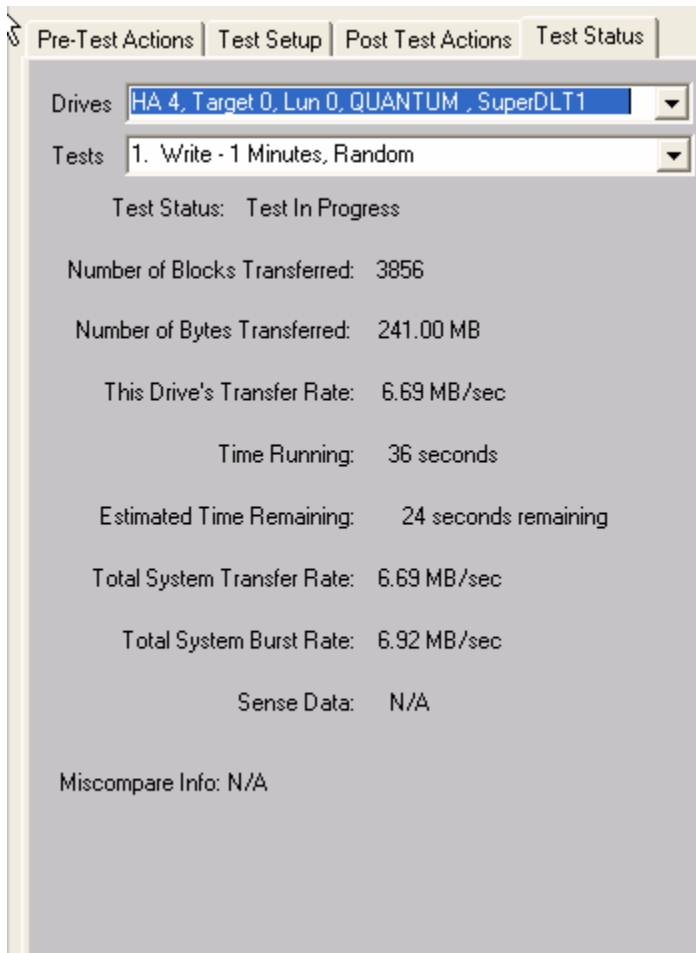 Pre-Test Actions Test Setup Post Test Actions Test Status
Drives HA 4, Target 0, Lun 0, QUANTUM , SuperDLT1
Tests 1. Write - 1 Minutes, Random
Test Status: Test In Progress
Number of Blocks Transferred: 3856
Number of Bytes Transferred: 241.00 MB
This Drive's Transfer Rate: 6.69 MB/sec
Time Running: 36 seconds
Estimated Time Remaining: 24 seconds remaining
Total System Transfer Rate: 6.69 MB/sec
Total System Burst Rate: 6.92 MB/sec
Sense Data: N/A
Miscompare Info: N/A